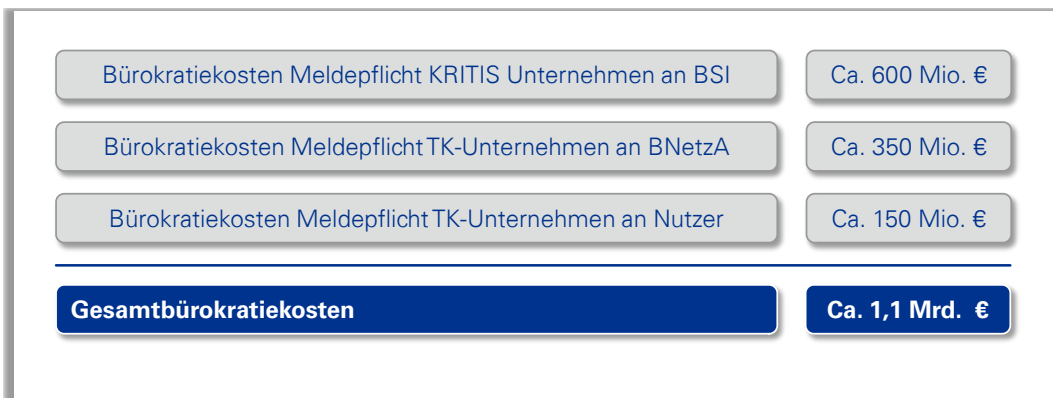 Bürokratiekosten Meldepflicht KRITIS Unternehmen an BSI Ca. 600 Mio. €
Bürokratiekosten Meldepflicht TK-Unternehmen an BNetzA Ca. 350 Mio. €
Bürokratiekosten Meldepflicht TK-Unternehmen an Nutzer Ca. 150 Mio. €
Gesamtbürokratiekosten Ca. 1,1 Mrd. €